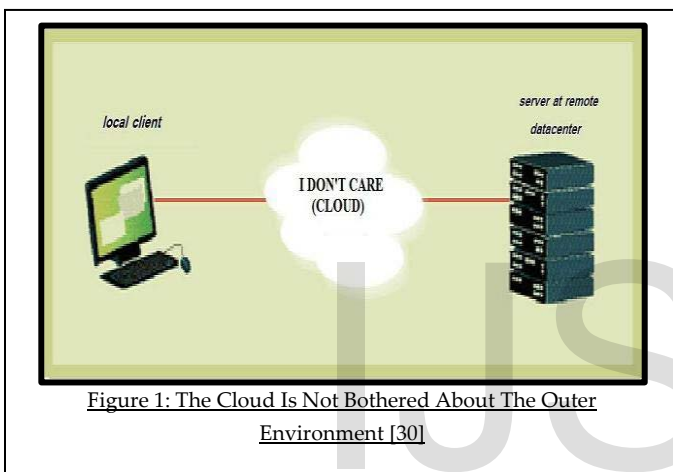 local client
server at remote
datacenter
I DON'T CARE
(CLOUD)
Figure 1: The Cloud Is Not Bothered About The Outer
Environment [30]
IJS